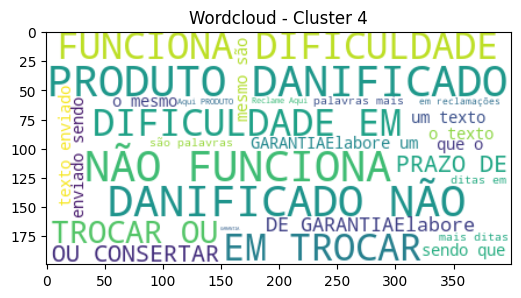 Wordcloud - Cluster 4
0
25
50
75
100
125
150
175
FUNCIONA DIFICULDADE
mesmo são
PRODUTO DANIFICADO
o mesmo
Aqui PRODUTO
Reclame Aqui
palavras mais
em reclamações
texto enviado
enviado sendo
DIFICULDADE EM
um texto
o texto
são palavras
GARANTIAElabore um
que o
NÃO FUNCIONA
PRAZO DE
ditas em
DANIFICADO NÃO
TROCAR OU
DE GARANTIAElabore
mais ditas
OU CONSERTAR
EM TROCAR
sendo que
0
50
100
150
200
250
300
350